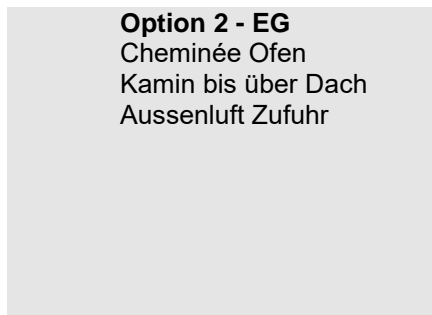 Option 2 - EG
Cheminée Ofen
Kamin bis über Dach
Aussenluft Zufuhr